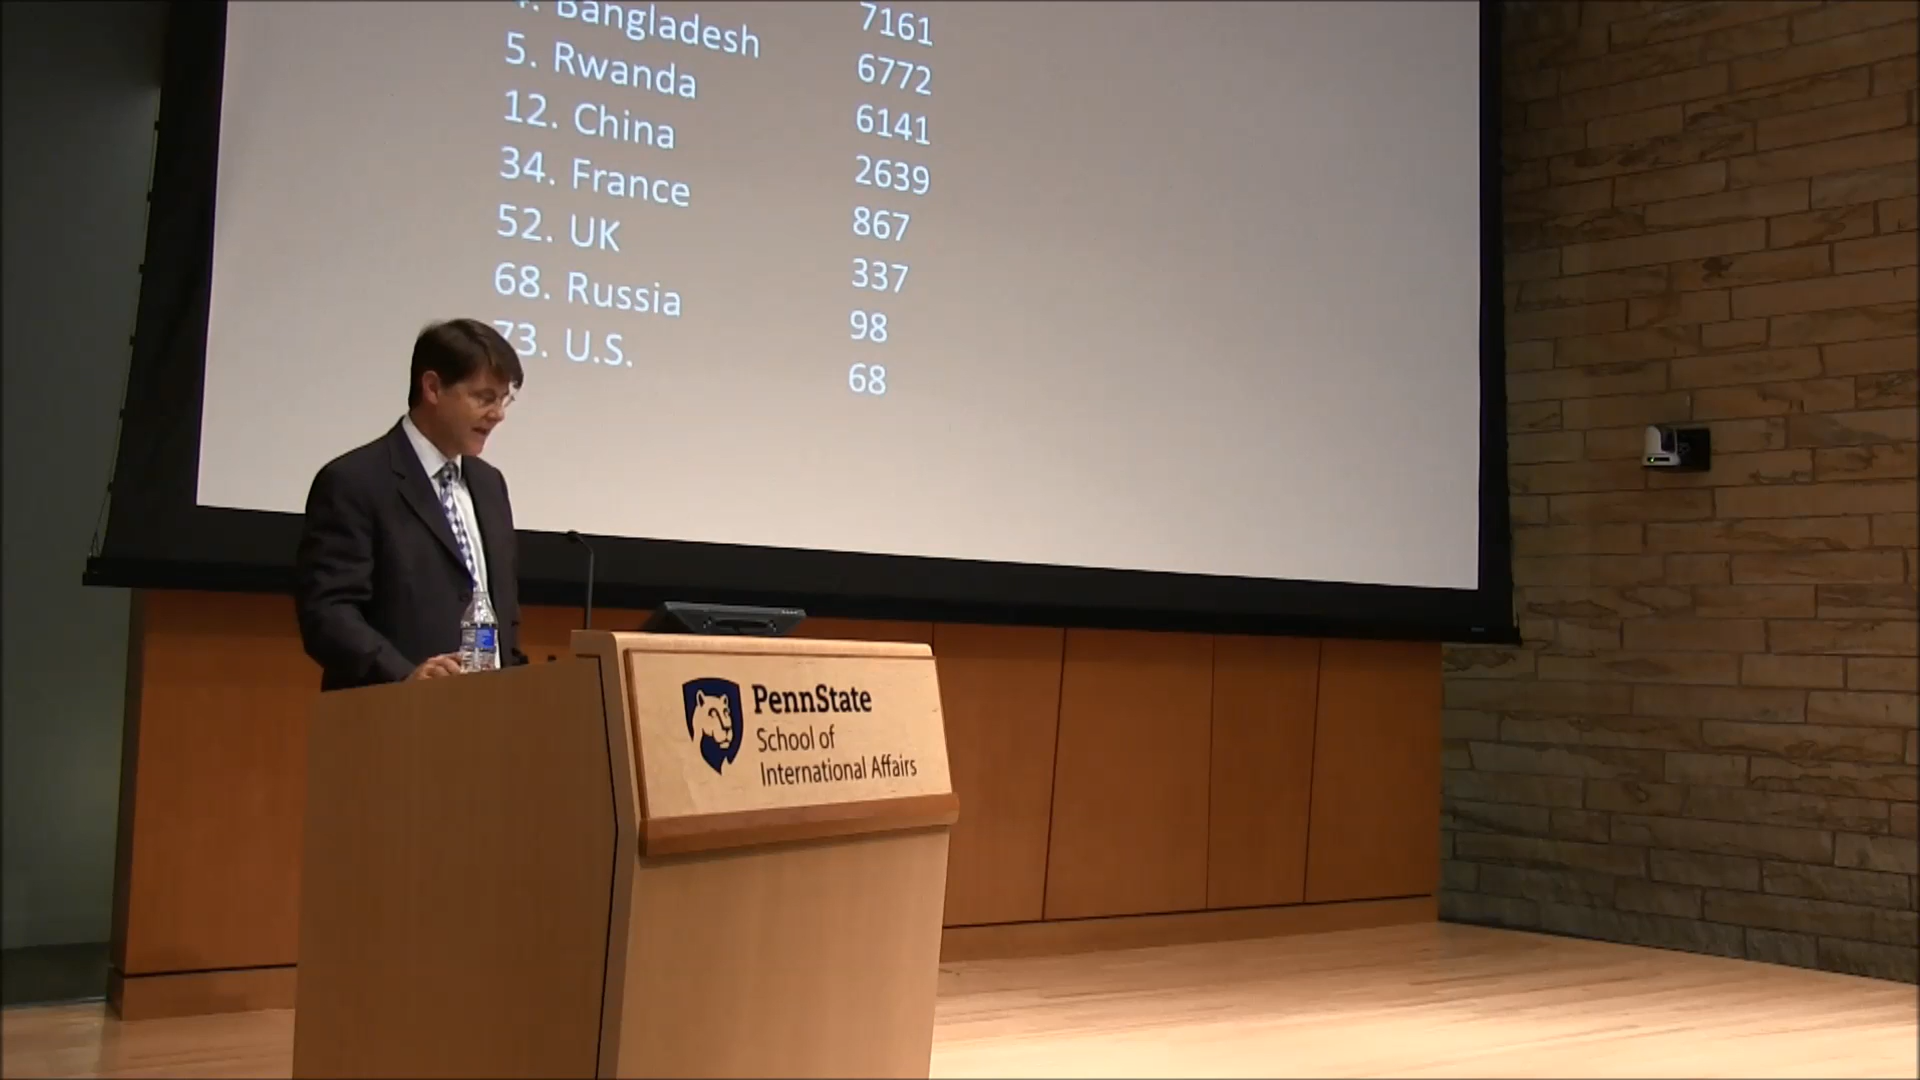 7161
Bangladesh 6772
5. Rwanda 6141
12. China 2639
34. France 867
52. UK 337
68. Russia 98
73. U.S. 68
PennState
School of
International Affairs